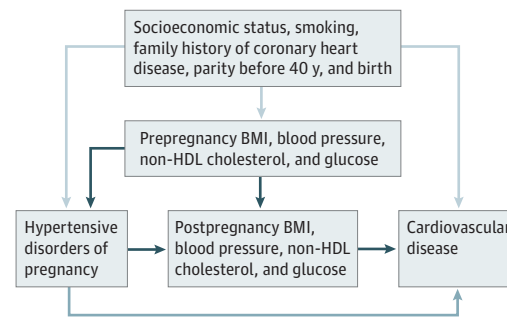 Socioeconomic status, smoking,
family history of coronary heart
disease, parity before 40 y, and birth
Prepregnancy BMI, blood pressure,
non-HDL cholesterol, and glucose
Hypertensive
disorders of
pregnancy
Postpregnancy BMI,
blood pressure, non-HDL
cholesterol, and glucose
Cardiovascular
disease